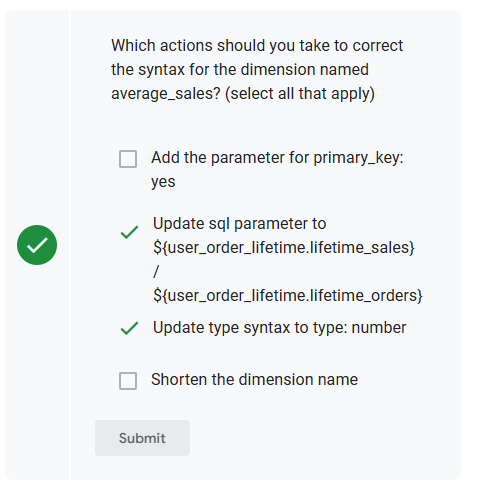 Which actions should you take to correct
the syntax for the dimension named
average_sales? (select all that apply)
Add the parameter for primary_key:
yes
Update sql parameter to
${user_order_lifetime.lifetime_sales}
/
${user_order_lifetime.lifetime_orders}
Update type syntax to type: number
Shorten the dimension name
Submit